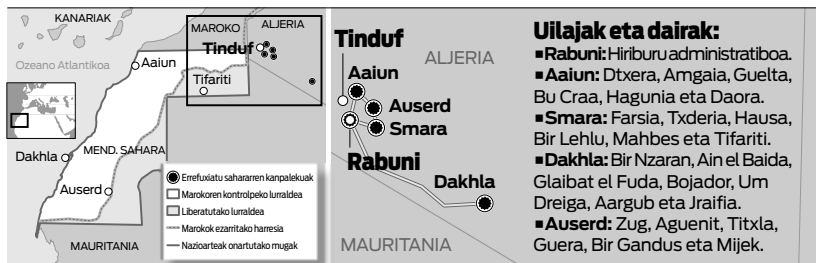 KANARIAK
MAROKO
ALJERIA
Tinduf
Ozeano Atlantikoa
Aaiun
Tifariti
Dakhla
MEND. SAHARA
Auserd
MAURITANIA
Errefuxiatu sahararren kanpalekuak
Marokoren kontrolpeko lurraldea
Liberatutako lurraldea
Marokok ezarritako harresia
Nazioarteak onartutako mugak
Tinduf
ALJERIA
Aaiun
Auserd
Smara
Rabuni
Dakhla
MAURITANIA
Uilajak eta dairak:
▪Rabuni: Hiriburu administratiboa.
▪Aaiun: Dtxera, Amgaia, Guelta,
Bu Craa, Hagunia eta Daora.
▪Smara: Farsia, Txderia, Hausa,
Bir Lehlu, Mahbes eta Tifariti.
▪Dakhla: Bir Nzaran, Ain el Baida,
Glaibat el Fuda, Bojador, Um
Dreiga, Aargub eta Jraifia.
▪Auserd: Zug, Aguenit, Titxla,
Guera, Bir Gandus eta Mijek.